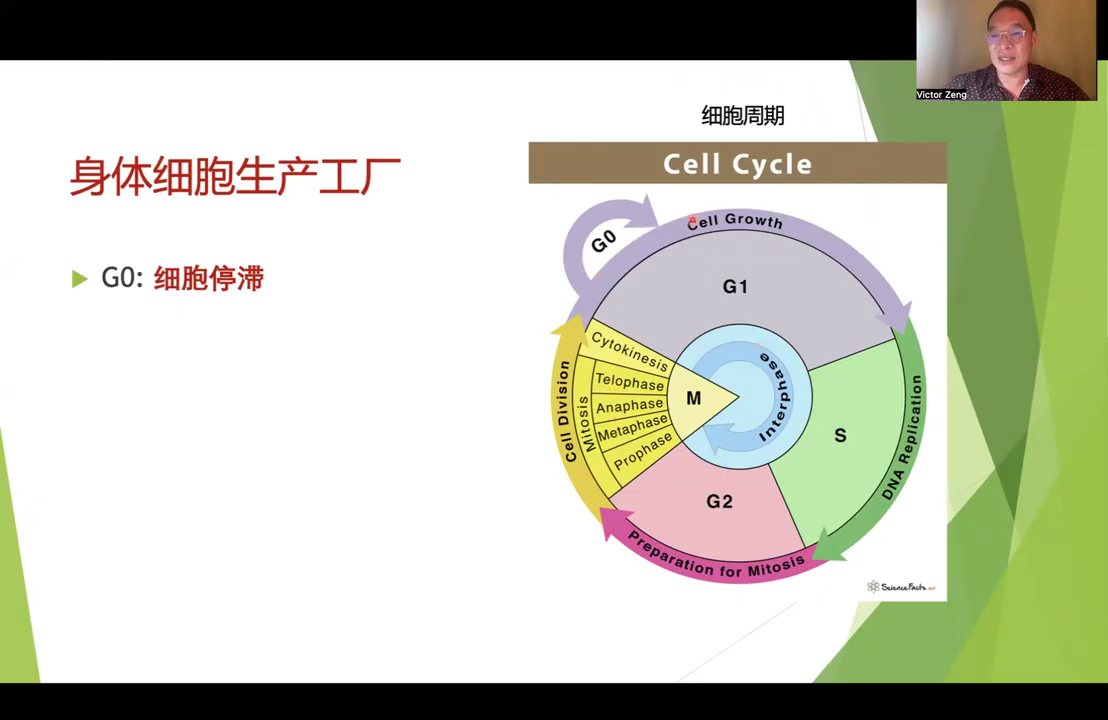 Victor Zeng
细胞周期
身体细胞生产工厂
Cell Cycle
G0: 细胞停滞
G0
Cell Growth
G1
Cytokinesis
Telophase
Anaphase
Metaphase
Prophase
Mitosis
Cell Division
M
Interphase
S
DNA Replication
G2
Preparation for Mitosis
ScienceFacts.net